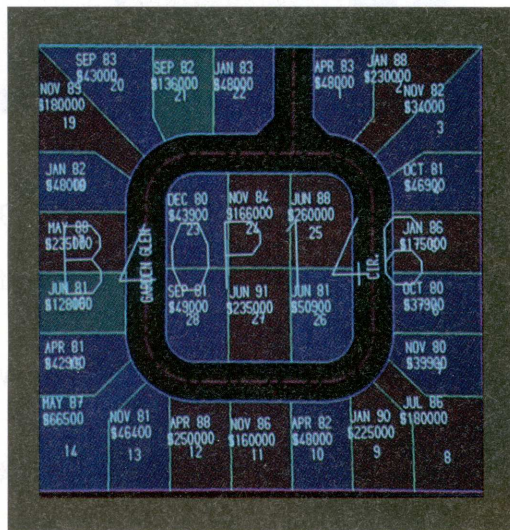 SEP 83
$43000
20
SEP 82
$136000
21
JAN 83
$48000
22
APR 83
$48000
1
JAN 88
$230000
2
NOV 82
$34000
3
NOV 89
$180000
19
JAN 82
$48000
DEC 80
$43900
23
NOV 84
$166000
24
JUN 88
$260000
25
OCT 81
$46900
MAY 88
$235000
B40P148
GARDEN GLEN
CIR.
JAN 86
$175000
JUN 81
$128000
SEP 81
$49000
28
JUN 91
$235000
27
JUN 81
$50900
26
OCT 80
$37900
6
APR 81
$42900
NOV 80
$39900
MAY 87
$66500
14
NOV 81
$46400
13
APR 88
$250000
12
NOV 86
$160000
11
APR 82
$48000
10
JAN 90
$225000
9
JUL 86
$180000
8